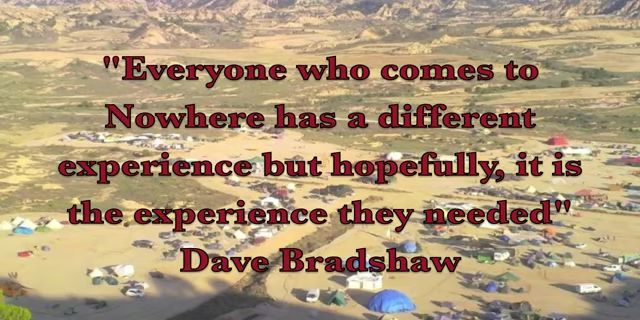 "Everyone who comes to
Nowhere has a different
experience but hopefully, it is
the experience they needed"
Dave Bradshaw